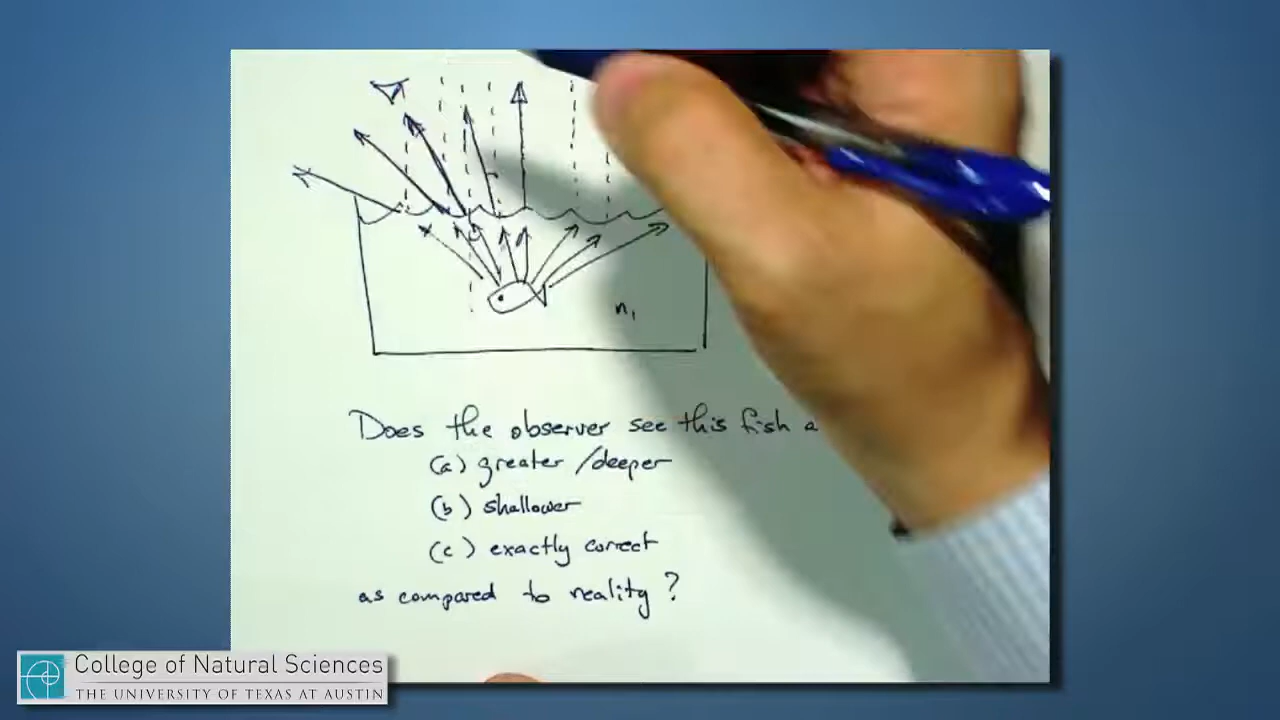 n₁
Does the observer see this fish a
(a) greater /deeper
(b) shallower
(c) exactly correct
as compared to reality?
College of Natural Sciences
THE UNIVERSITY OF TEXAS AT AUSTIN